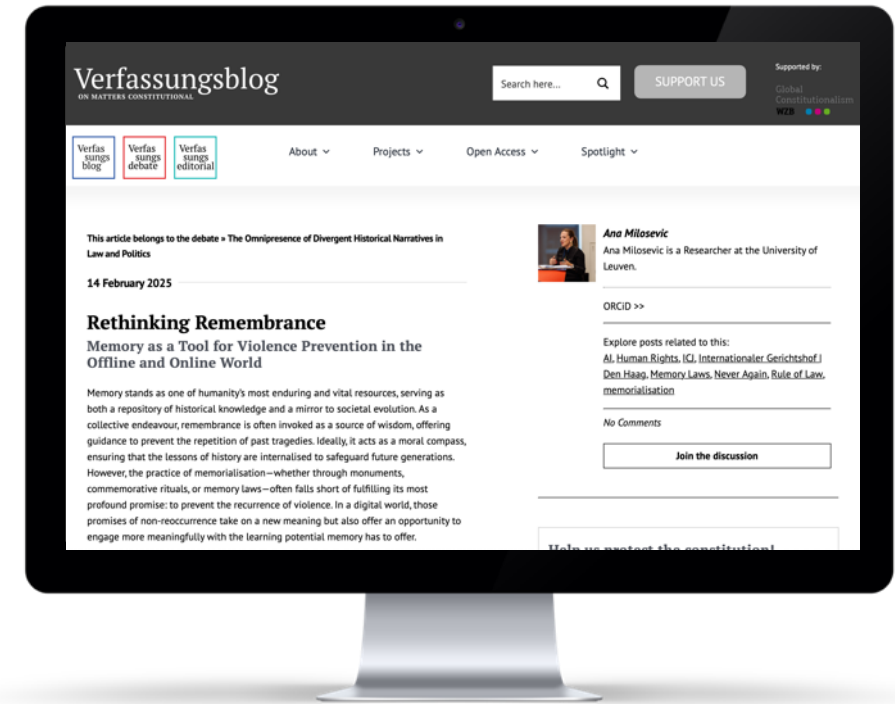 Verfassungsblog
ON MATTERS CONSTITUTIONAL
Search here...
SUPPORT US
Supported by:
Global
Constitutionalism
WZB
Verfas
sungs
blog
Verfas
sungs
debate
Verfas
sungs
editorial
About
Projects
Open Access
Spotlight
This article belongs to the debate » The Omnipresence of Divergent Historical Narratives in
Law and Politics
14 February 2025
Rethinking Remembrance
Memory as a Tool for Violence Prevention in the
Offline and Online World
Memory stands as one of humanity's most enduring and vital resources, serving as
both a repository of historical knowledge and a mirror to societal evolution. As a
collective endeavour, remembrance is often invoked as a source of wisdom, offering
guidance to prevent the repetition of past tragedies. Ideally, it acts as a moral compass,
ensuring that the lessons of history are internalised to safeguard future generations.
However, the practice of memorialisation—whether through monuments,
commemorative rituals, or memory laws—often falls short of fulfilling its most
profound promise: to prevent the recurrence of violence. In a digital world, those
promises of non-reoccurrence take on a new meaning but also offer an opportunity to
engage more meaningfully with the learning potential memory has to offer.
Ana Milosevic
Ana Milosevic is a Researcher at the University of
Leuven.
ORCiD >>
Explore posts related to this:
AI, Human Rights, ICJ, Internationaler Gerichtshof |
Den Haag, Memory Laws, Never Again, Rule of Law,
memorialisation
No Comments
Join the discussion
Help us protect the constitution!